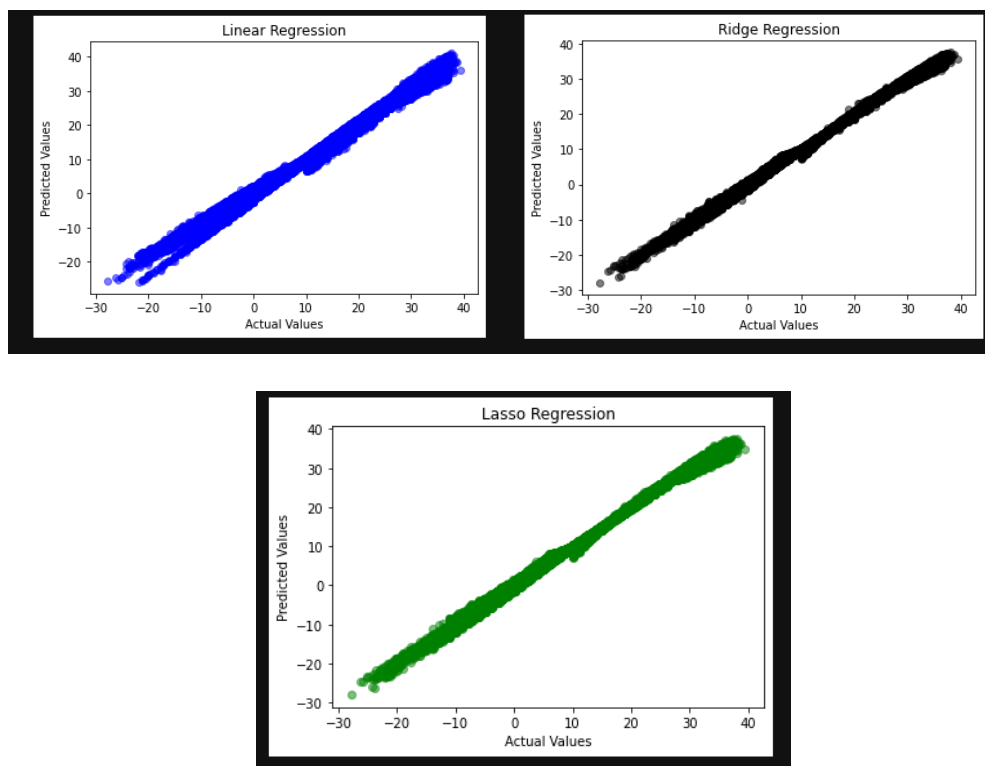 Linear Regression
40
30
20
10
0
−10
−20
−30 −20 −10 0 10 20 30 40
Predicted Values
Actual Values
Ridge Regression
40
30
20
10
0
−10
−20
−30
−30 −20 −10 0 10 20 30 40
Predicted Values
Actual Values
Lasso Regression
40
30
20
10
0
−10
−20
−30
−30 −20 −10 0 10 20 30 40
Predicted Values
Actual Values